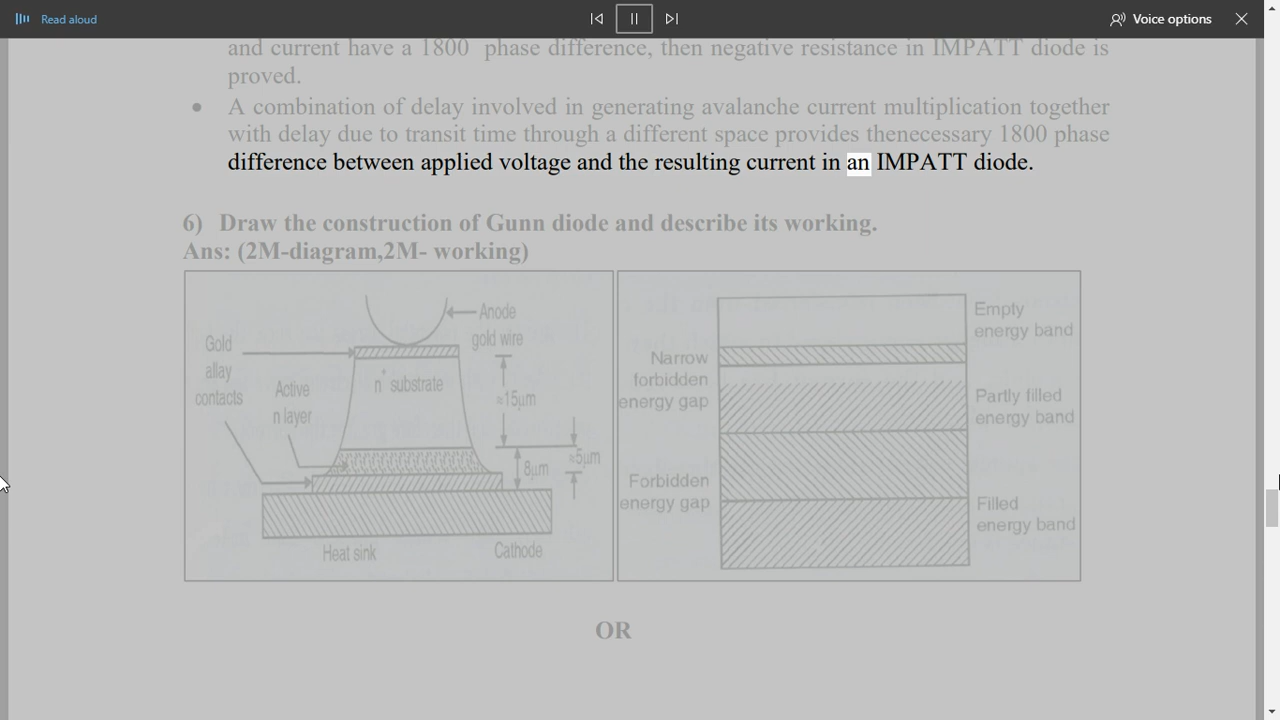 Read aloud
Voice options
and current have a 1800 phase difference, then negative resistance in IMPATT diode is
proved.
• A combination of delay involved in generating avalanche current multiplication together
with delay due to transit time through a different space provides thenecessary 1800 phase
difference between applied voltage and the resulting current in an IMPATT diode.
6) Draw the construction of Gunn diode and describe its working.
Ans: (2M-diagram,2M- working)
Anode
gold wire
Gold
allay
contacts
n+ substrate
Active
n layer
≈15μm
8μm
≈5μm
Heat sink
Cathode
Empty
energy band
Narrow
forbidden
energy gap
Partly filled
energy band
Forbidden
energy gap
Filled
energy band
OR